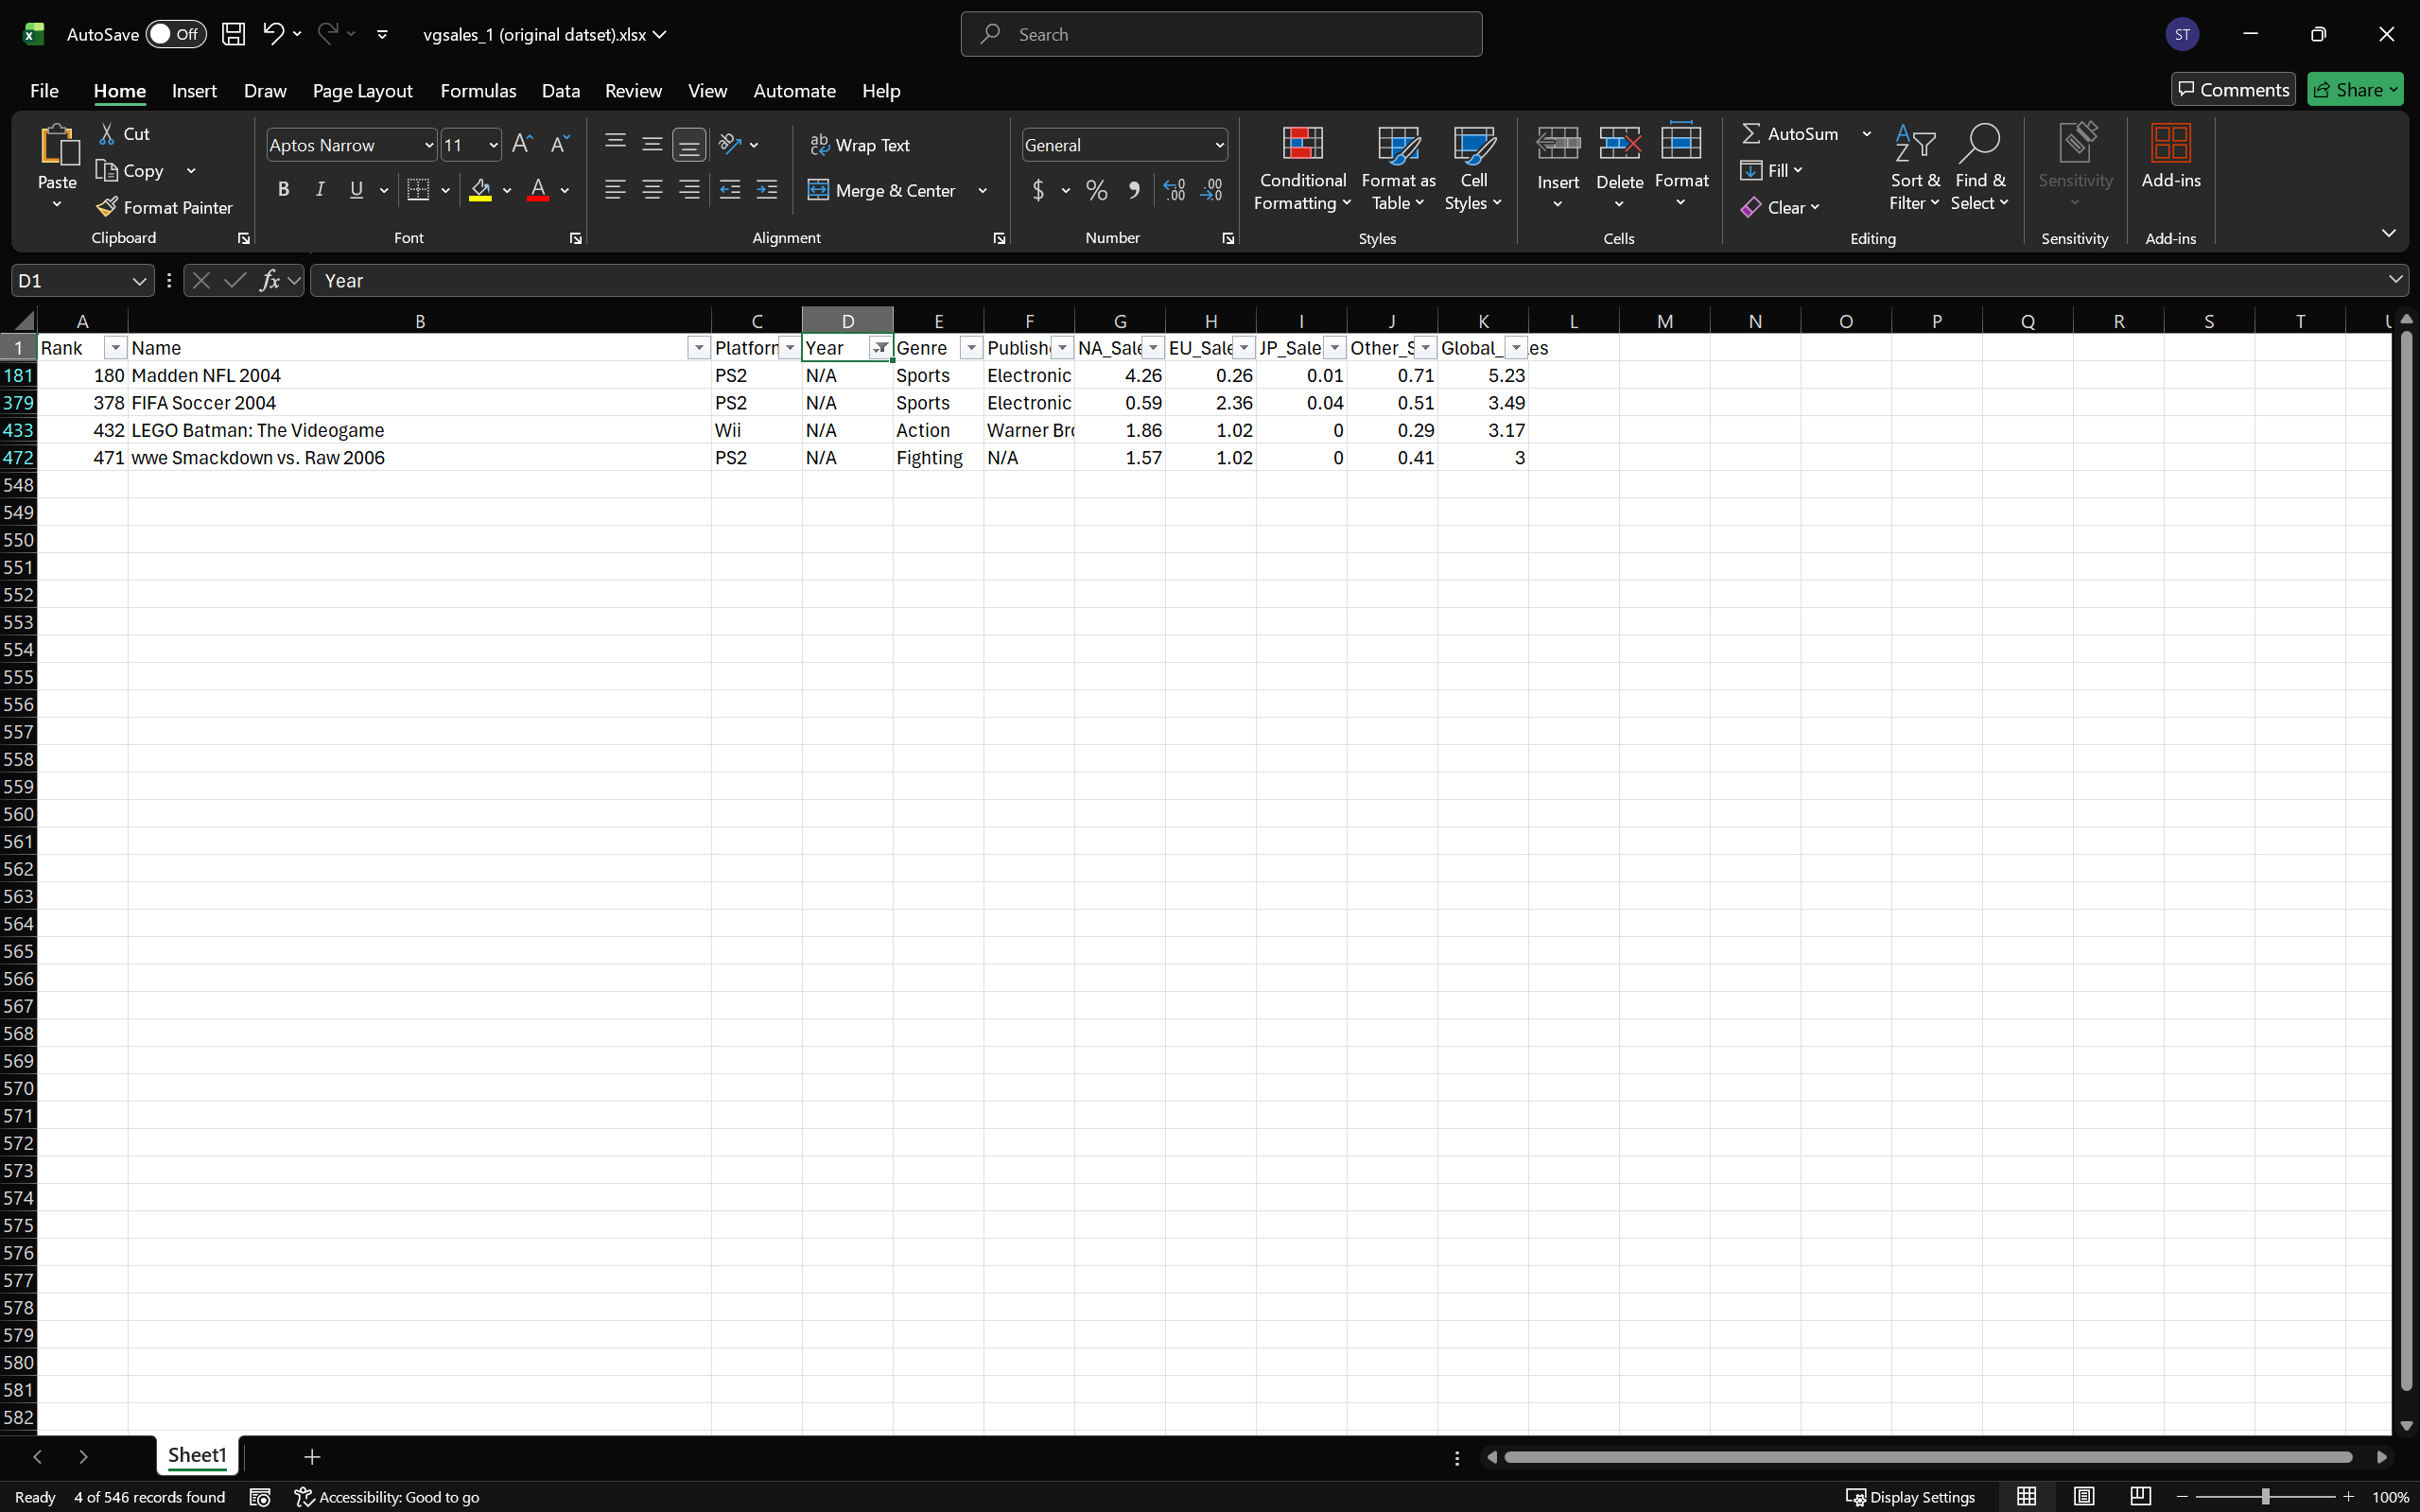 AutoSave Off vgsales_1 (original datset).xlsx Search ST
File Home Insert Draw Page Layout Formulas Data Review View Automate Help Comments Share
Paste Cut Copy Format Painter Clipboard
Aptos Narrow 11 B I U A Font
Wrap Text Merge & Center Alignment
General $ % Number
Conditional Formatting Format as Table Cell Styles Styles
Insert Delete Format Cells
AutoSum Fill Clear Sort & Filter Find & Select Editing
Sensitivity Sensitivity
Add-ins Add-ins
D1 fx Year
A B C D E F G H I J K L M N O P Q R S T
1 Rank Name Platforn Year Genre Publish NA_Sale EU_Sale JP_Sale Other_S Global_ es
181 180 Madden NFL 2004 PS2 N/A Sports Electronic 4.26 0.26 0.01 0.71 5.23
379 378 FIFA Soccer 2004 PS2 N/A Sports Electronic 0.59 2.36 0.04 0.51 3.49
433 432 LEGO Batman: The Videogame Wii N/A Action Warner Bro 1.86 1.02 0 0.29 3.17
472 471 wwe Smackdown vs. Raw 2006 PS2 N/A Fighting N/A 1.57 1.02 0 0.41 3
548
549
550
551
552
553
554
555
556
557
558
559
560
561
562
563
564
565
566
567
568
569
570
571
572
573
574
575
576
577
578
579
580
581
582
Sheet1
Ready 4 of 546 records found Accessibility: Good to go Display Settings 100%